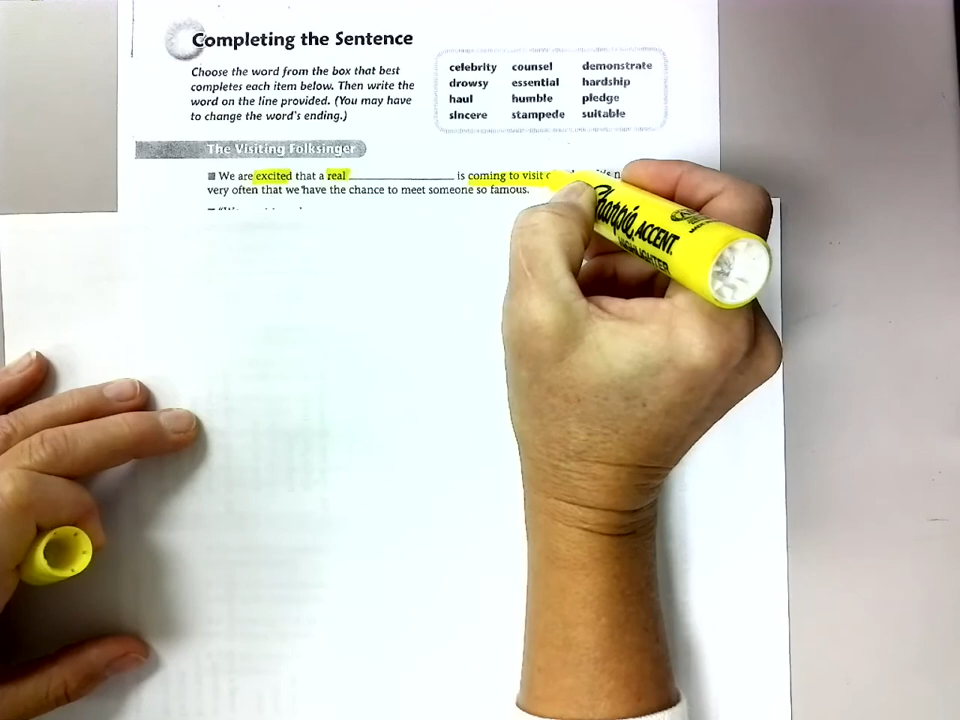 Completing the Sentence
Choose the word from the box that best
completes each item below. Then write the
word on the line provided. (You may have
to change the word's ending.)
celebrity counsel demonstrate
drowsy essential hardship
haul humble pledge
sincere stampede suitable
The Visiting Folksinger
We are excited that a real ____________ is coming to visit
very often that we have the chance to meet someone so famous.
Sharpie ACCENT
HIGHLIGHTER